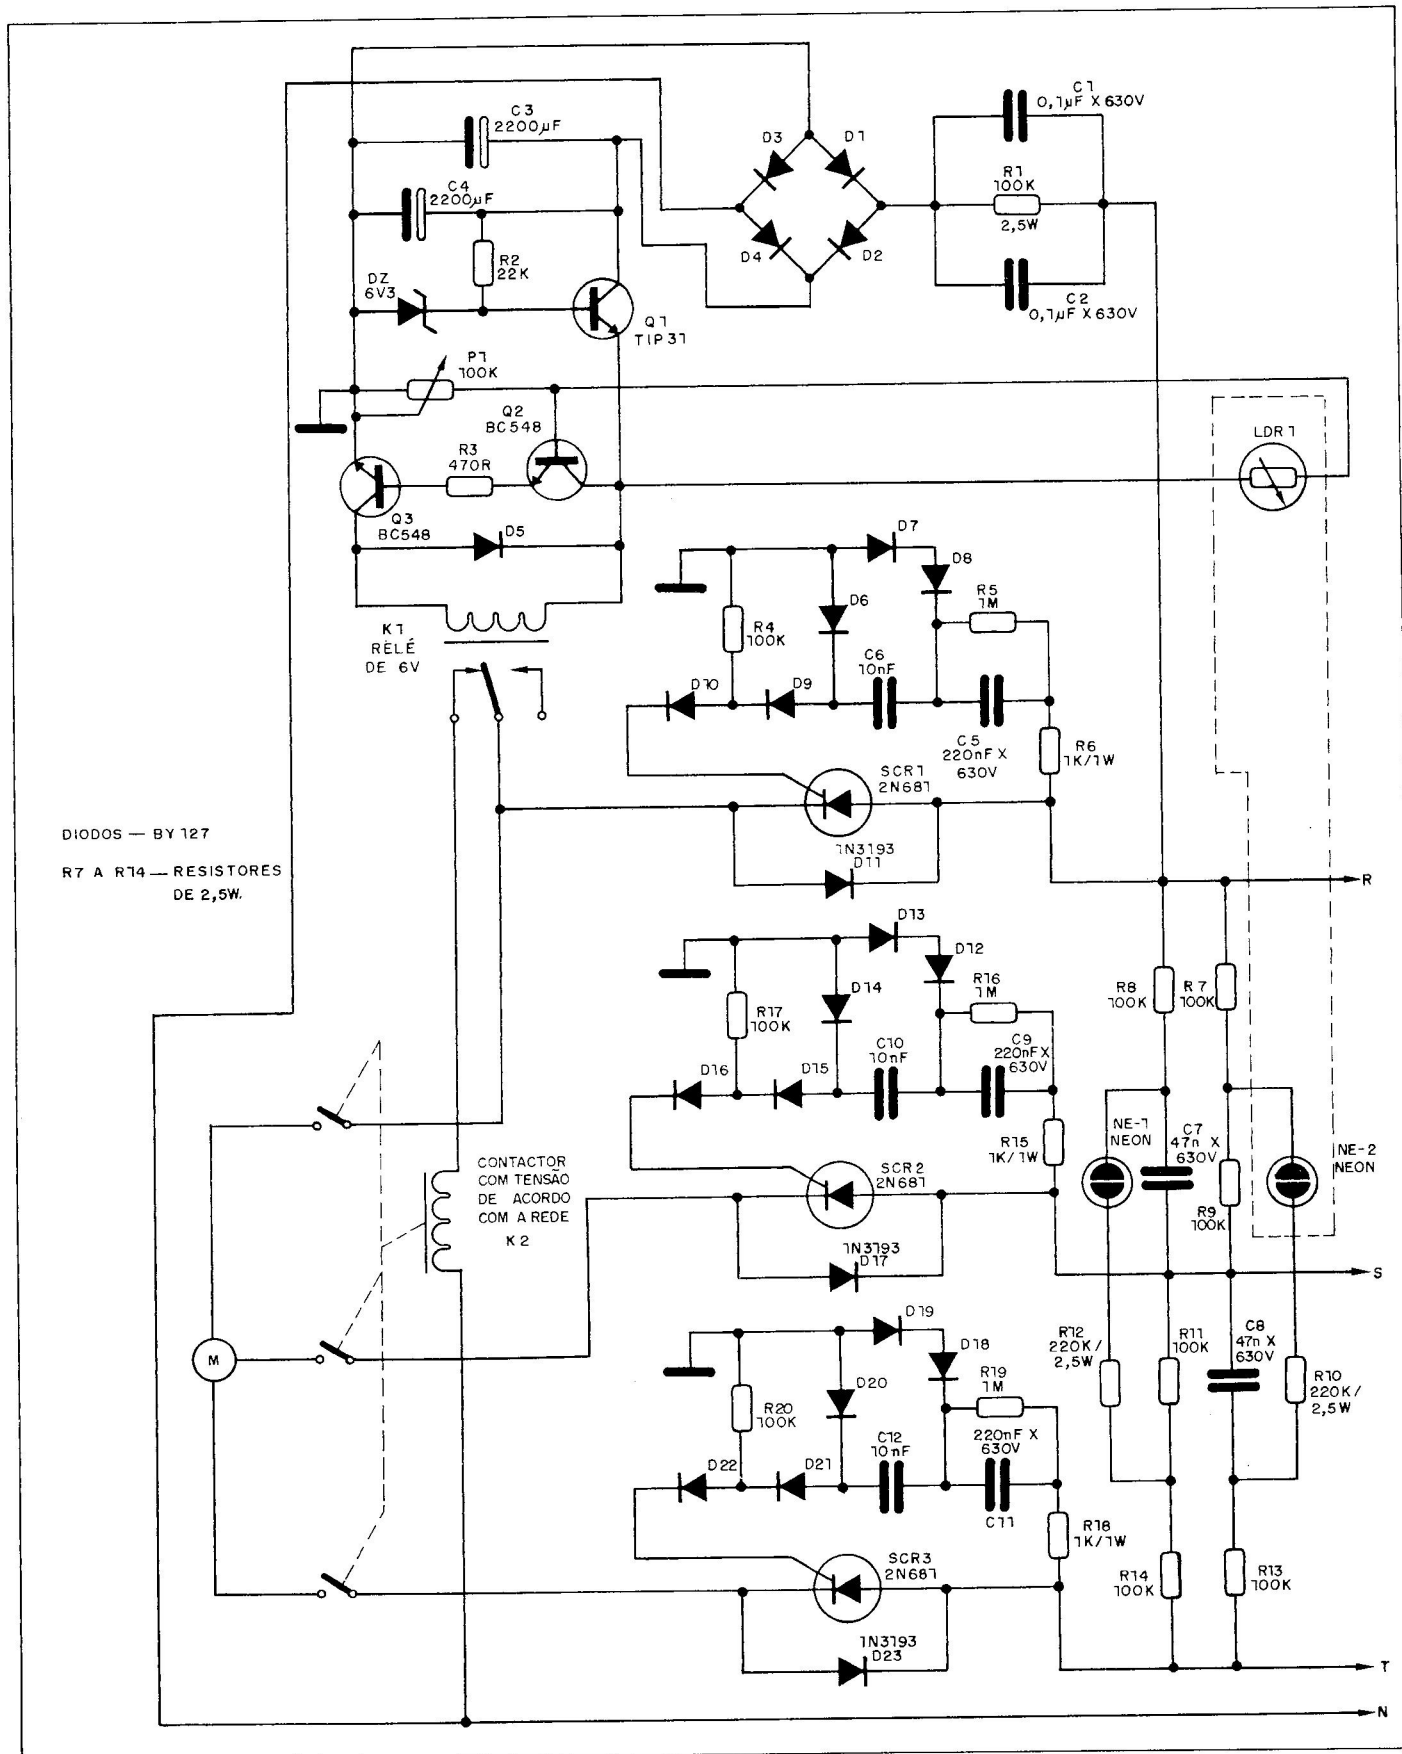 C1
0,1µF X 630V
C3
2200µF
D3
D1
R1
100K
2,5W
C4
2200µF
R2
22K
D4
D2
C2
0,1µF X 630V
DZ
6V3
Q1
TIP31
P1
100K
Q2
BC548
LDR1
R3
470R
Q3
BC548
D5
D7
D8
D6
R5
1M
R4
100K
K1
RELÉ
DE 6V
C6
10nF
D10
D9
C5
220nF X
630V
R6
1K/1W
SCR1
2N681
DIODOS — BY 127
R7 A R14 — RESISTORES
DE 2,5W.
1N3193
D11
R
D13
D12
D14
R16
1M
R8
100K
R7
100K
R17
100K
C10
10nF
C9
220nF X
630V
D16
D15
R15
1K/1W
NE-1
NEON
C7
47n X
630V
NE-2
NEON
CONTACTOR
COM TENSÃO
DE ACORDO
COM A REDE
K2
SCR2
2N681
R9
100K
1N3193
D17
S
D19
D18
R12
220K/
2,5W
R11
100K
C8
47n X
630V
M
D20
R19
1M
R10
220K/
2,5W
R20
100K
C12
10nF
220nF X
630V
D22
D21
C11
R18
1K/1W
SCR3
2N681
R14
100K
R13
100K
1N3193
D23
T
N